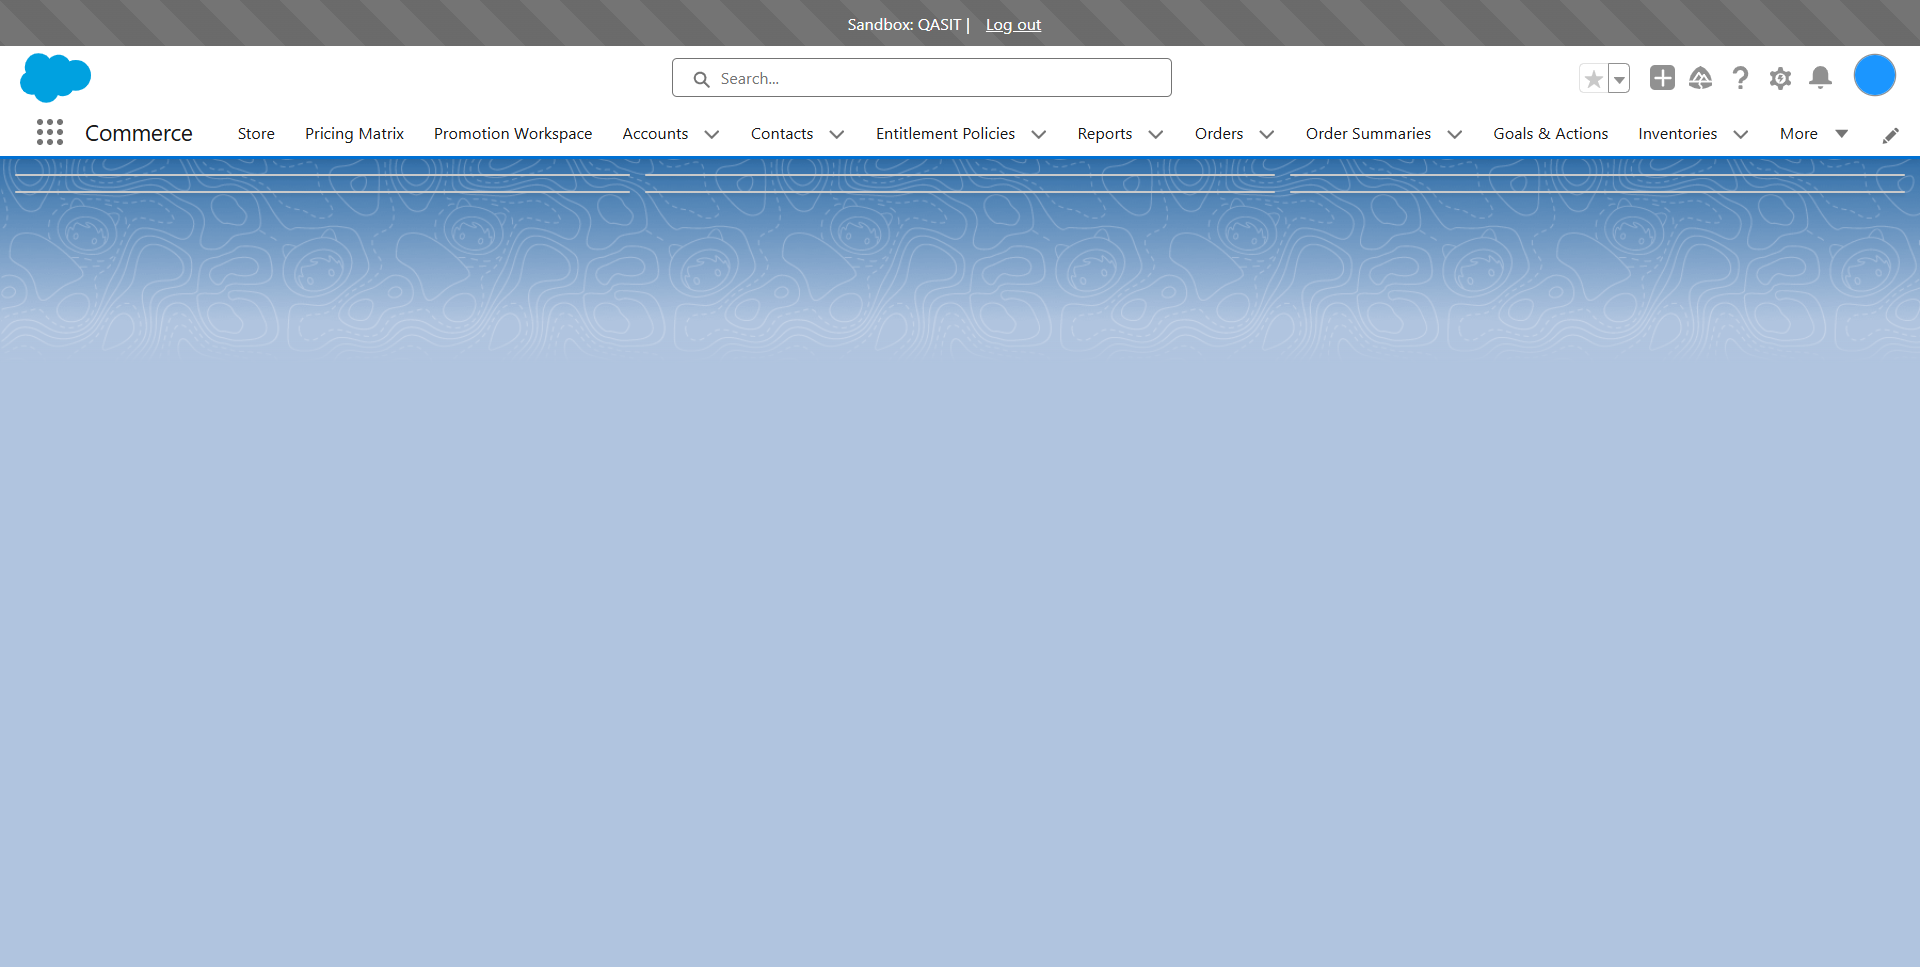 Sandbox: QASIT | Log out
Search...
Commerce Store Pricing Matrix Promotion Workspace Accounts Contacts Entitlement Policies Reports Orders Order Summaries Goals & Actions Inventories More